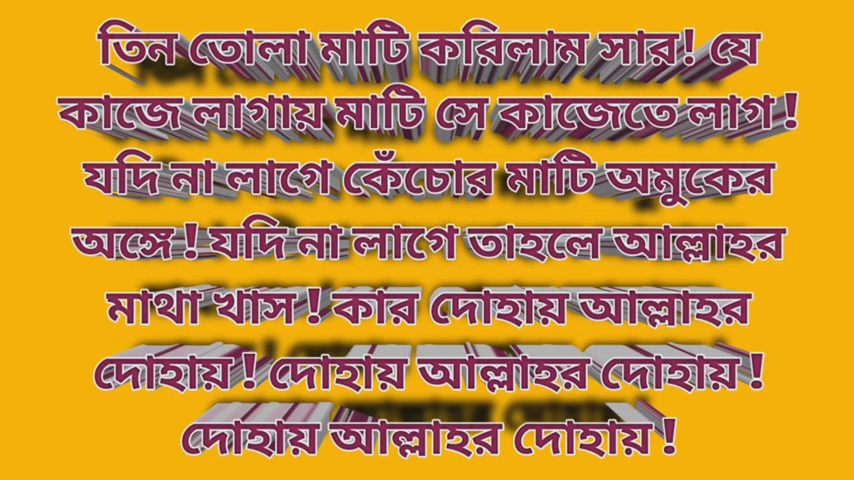 তিন তোলা মাটি করিলাম সার! যে
কাজে লাগায় মাটি সে কাজেতে লাগ !
যদি না লাগে কেঁচোর মাটি অমুকের
অঙ্গে ! যদি না লাগে তাহলে আল্লাহর
মাথা খাস ! কার দোহায় আল্লাহর
দোহায় ! দোহায় আল্লাহর দোহায় !
দোহায় আল্লাহর দোহায় !